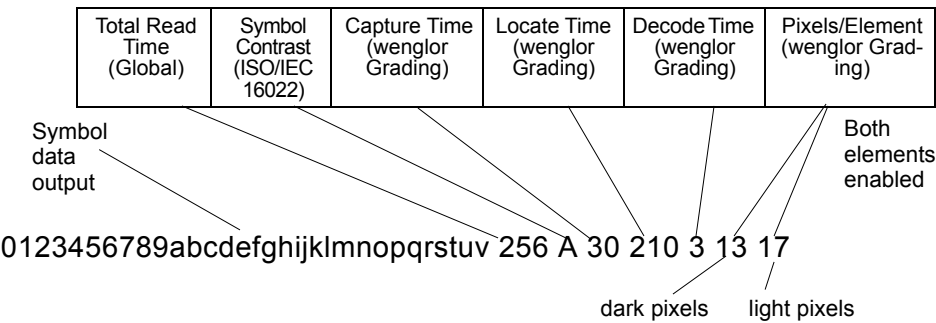 Total Read
Time
(Global)
Symbol
Contrast
(ISO/IEC
16022)
Capture Time
(wenglor
Grading)
Locate Time
(wenglor
Grading)
Decode Time
(wenglor
Grading)
Pixels/Element
(wenglor Grad-
ing)
Symbol
data
output
Both
elements
enabled
0123456789abcdefghijklmnopqrstuv 256 A 30 210 3 13 17
dark pixels
light pixels